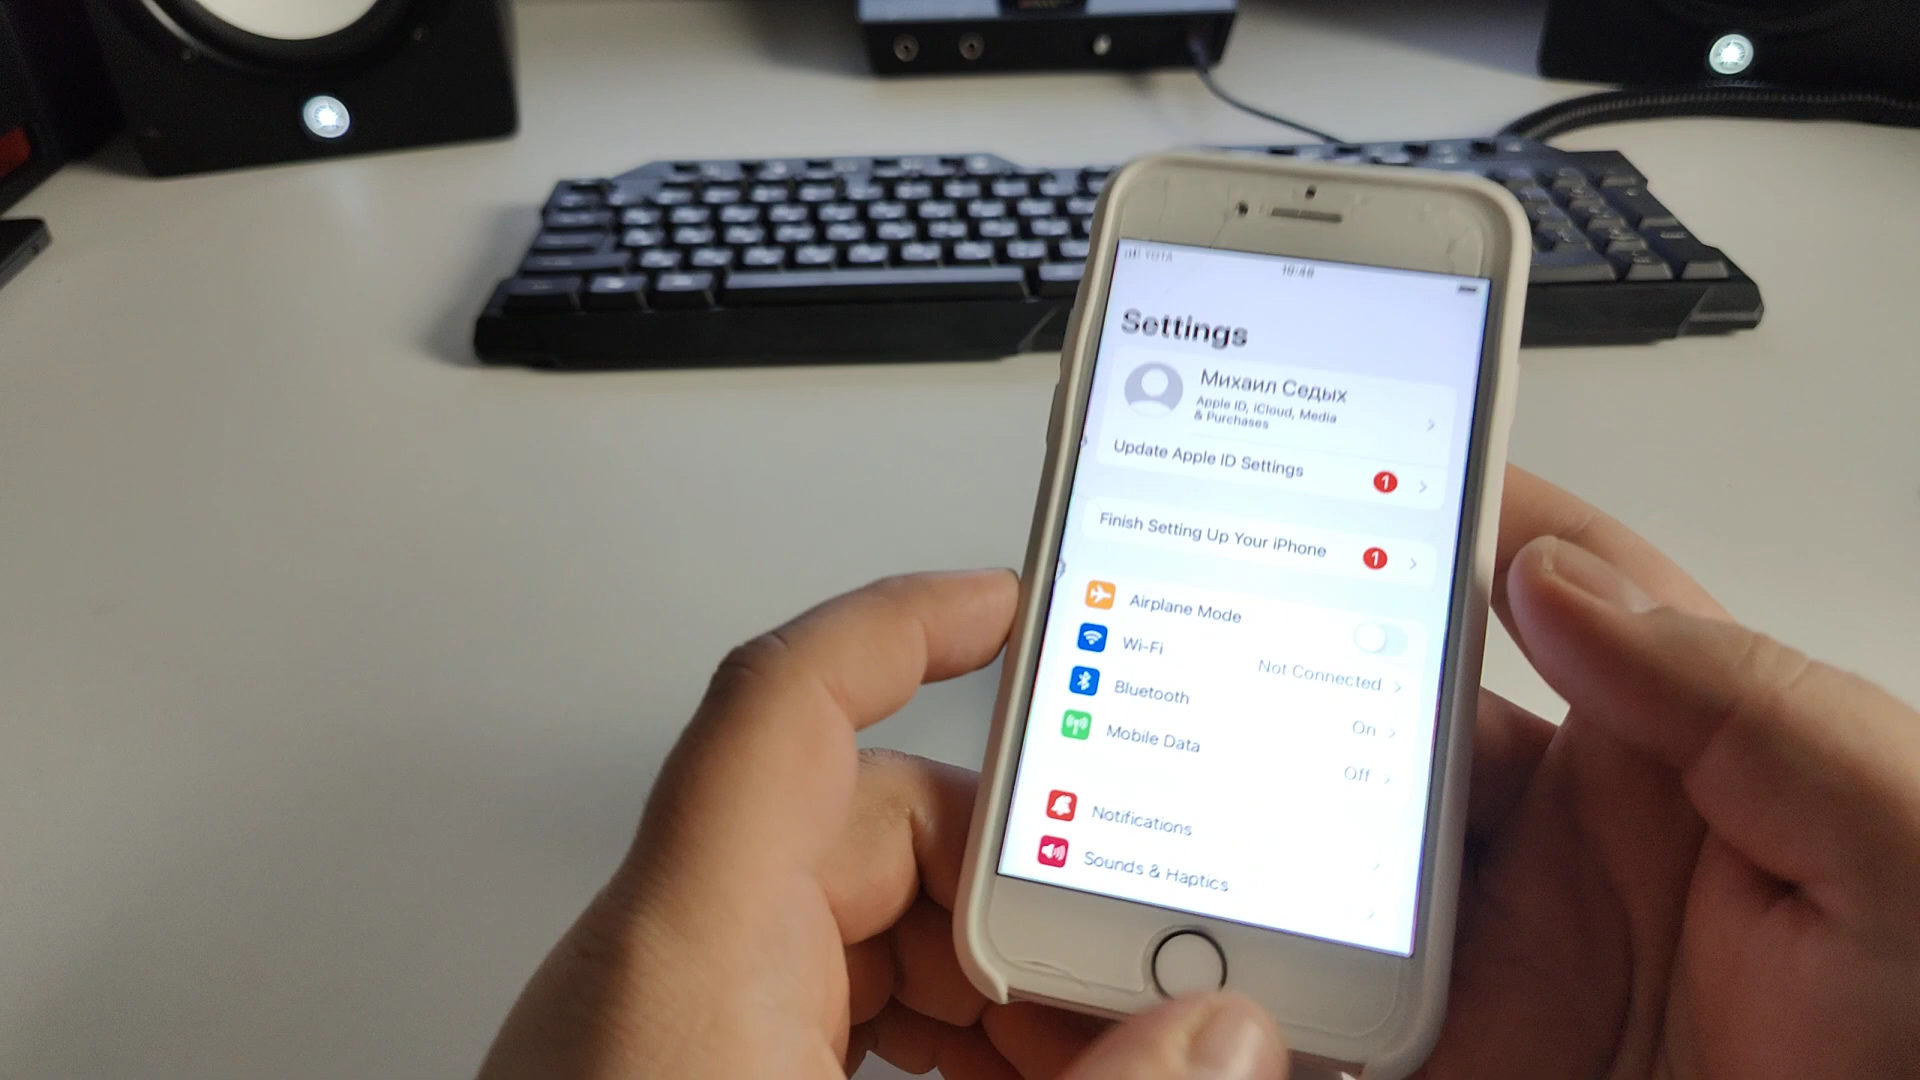 YOTA
Settings
Михаил Седых
Apple ID, iCloud, Media
& Purchases
Update Apple ID Settings
1
Finish Setting Up Your iPhone
1
Airplane Mode
Wi-Fi
Not Connected
Bluetooth
On
Mobile Data
Off
Notifications
Sounds & Haptics